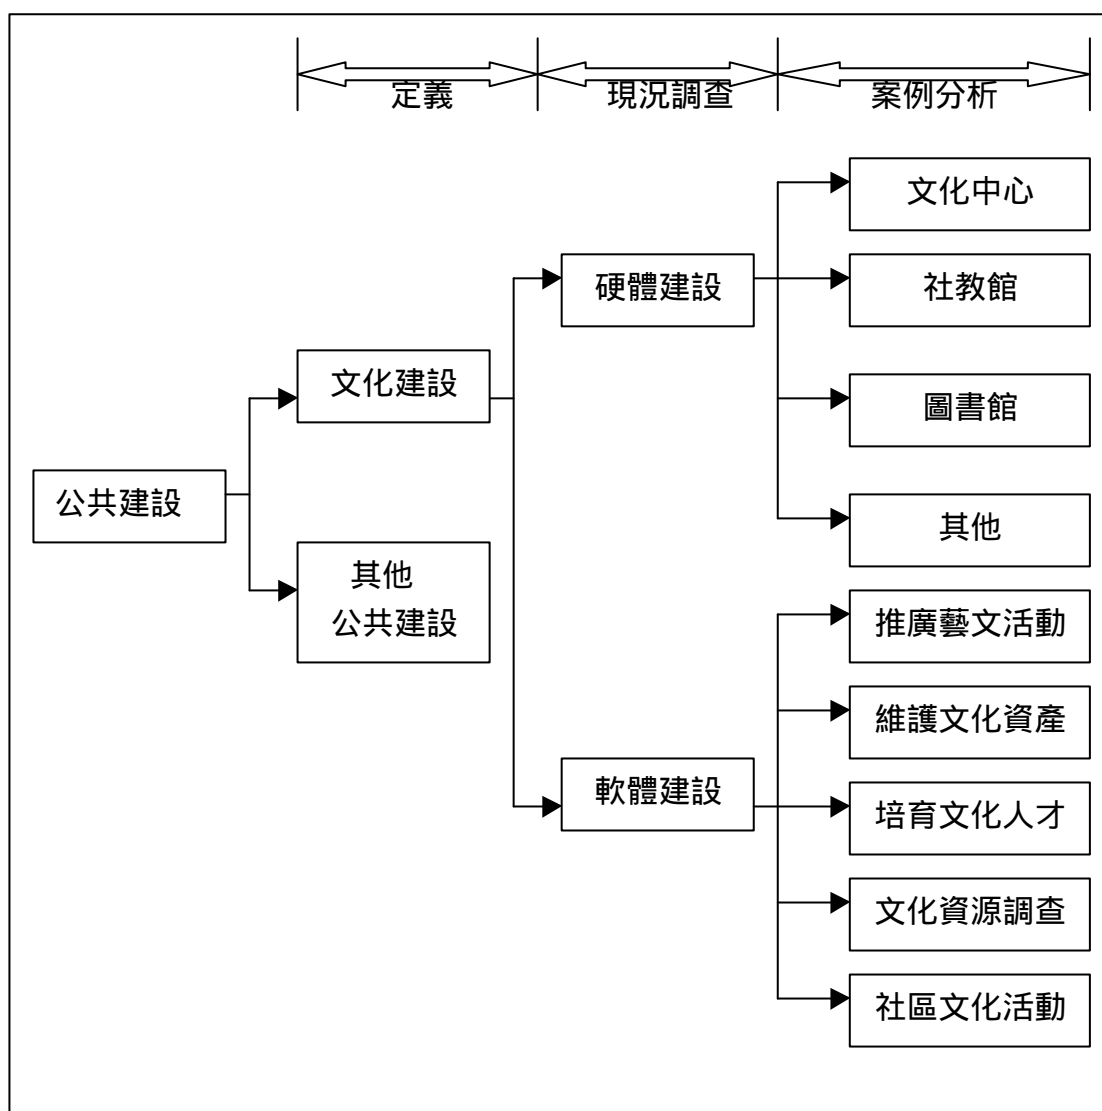 定義
現況調查
案例分析
文化中心
社教館
硬體建設
文化建設
圖書館
公共建設
其他
其他
公共建設
推廣藝文活動
維護文化資產
軟體建設
培育文化人才
文化資源調查
社區文化活動